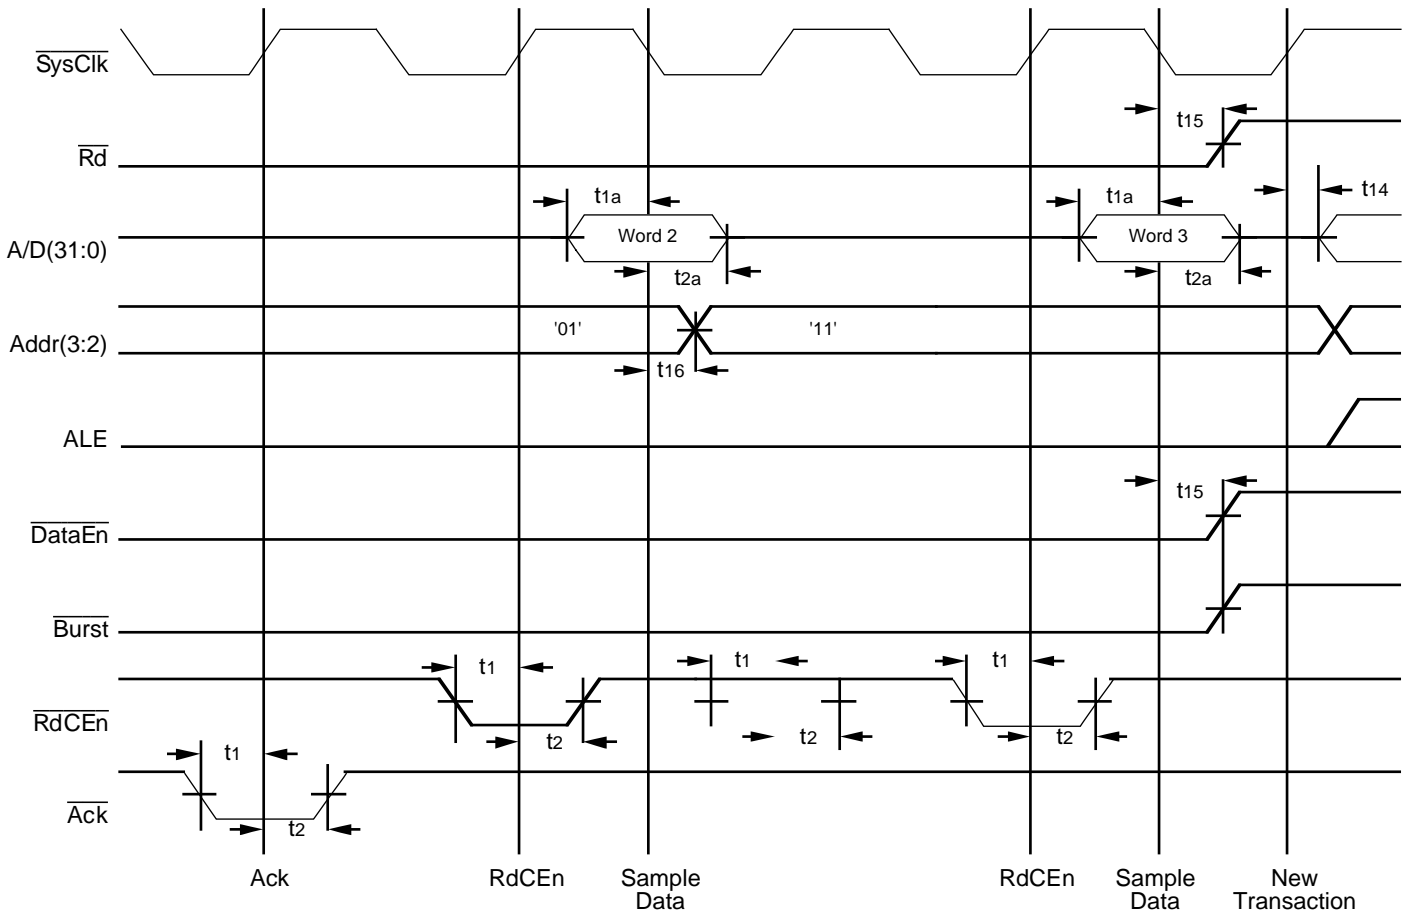 SysClk
t15
Rd
t1a t1a t14
A/D(31:0) Word 2 Word 3
t2a t2a
Addr(3:2) '01' '11'
t16
ALE
t15
DataEn
Burst
t1 t1 t1
RdCEn
t2 t2 t2
t1
Ack
t2
Ack RdCEn Sample Data RdCEn Sample Data New Transaction